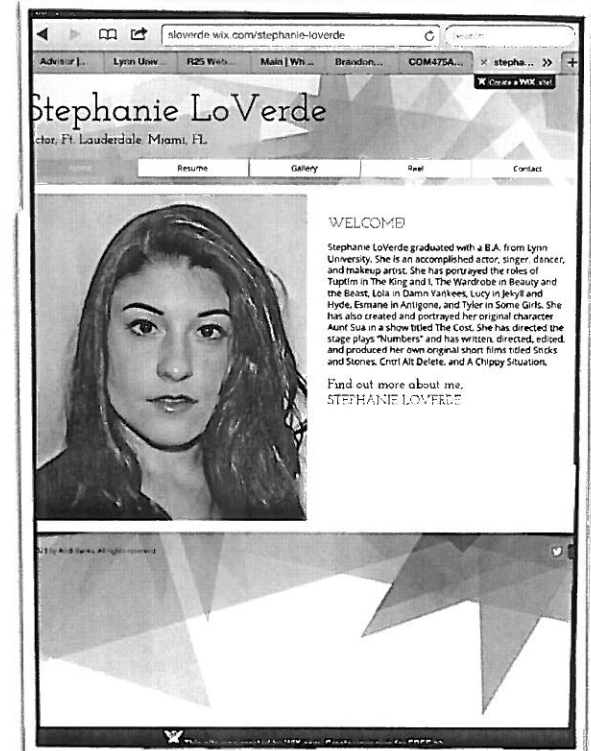 sloverde.wix.com/stephanie-loverde
Advisor |... Lynn Univ... R25 Web... Main | Wh... Brandon... COM475A... × stepha... >> +
Create a WIX site!
Stephanie LoVerde
ctor, Ft. Lauderdale, Miami, FL
Home Resume Gallery Reel Contact
WELCOME!
Stephanie LoVerde graduated with a B.A. from Lynn
University. She is an accomplished actor, singer, dancer,
and makeup artist. She has portrayed the roles of
Tuptim in The King and I, The Wardrobe in Beauty and
the Beast, Lola in Damn Yankees, Lucy in Jekyll and
Hyde, Esmane in Antigone, and Tyler in Some Girls. She
has also created and portrayed her original character
Aunt Sua in a show titled The Cost. She has directed the
stage plays "Numbers" and has written, directed, edited,
and produced her own original short films titled Sticks
and Stones, Cntrl Alt Delete, and A Chippy Situation,
Find out more about me,
STEPHANIE LOVERDE
by Andi Banks. All rights reserved